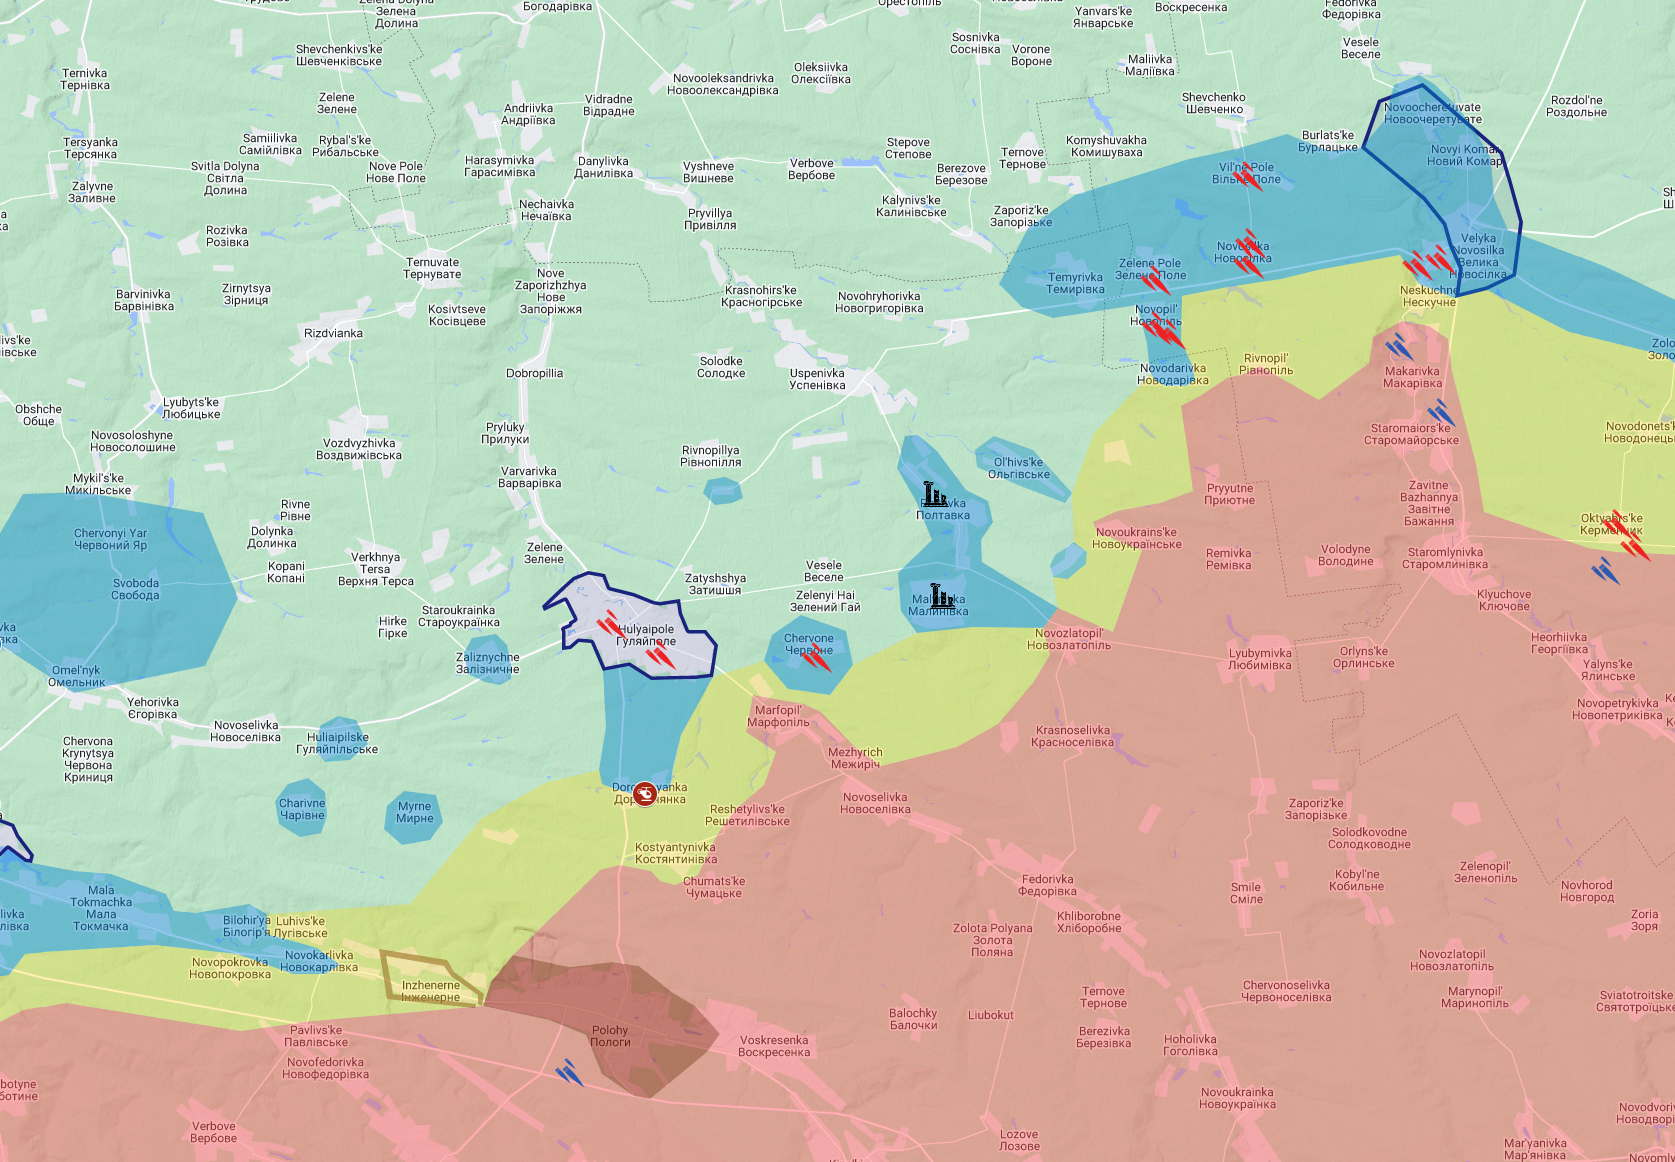 Zelena Dolyna
Зелена
Долина
Богодарівка
Yanvars'ke
Январське
Воскресенка
Fedorivka
Федорівка
Shevchenkivs'ke
Шевченківське
Sosnivka
Соснівка
Vorone
Вороне
Maliivka
Маліївка
Vesele
Веселе
Ternivka
Тернівка
Oleksiivka
Олексіївка
Novooleksandrivka
Новоолександрівка
Zelene
Зелене
Andriivka
Андріївка
Vidradne
Відрадне
Shevchenko
Шевченко
Novoocheretuvate
Новоочеретувате
Rozdol'ne
Роздольне
Tersyanka
Терсянка
Samiilivka
Самійлівка
Rybal's'ke
Рибальське
Komyshuvakha
Комишуваха
Burlats'ke
Бурлацьке
Svitla Dolyna
Світла
Долина
Nove Pole
Нове Поле
Harasymivka
Гарасимівка
Danylivka
Данилівка
Vyshneve
Вишневе
Verbove
Вербове
Stepove
Степове
Berezove
Березове
Ternove
Тернове
Vil'ne Pole
Вільне Поле
Novyi Komar
Новий Комар
Zalyvne
Заливне
Nechaivka
Нечаївка
Pryvillya
Привілля
Kalynivs'ke
Калинівське
Zaporiz'ke
Запорізьке
Rozivka
Розівка
Ternuvate
Тернувате
Nove
Zaporizhzhya
Нове
Запоріжжя
Novosilka
Новосілка
Velyka
Novosilka
Велика
Новосілка
Zelene Pole
Зелене Поле
Temyrivka
Темирівка
Barvinivka
Барвінівка
Zirnytsya
Зірниця
Kosivtseve
Косівцеве
Krasnohirs'ke
Красногірське
Novohryhorivka
Новогригорівка
Neskuchne
Нескучне
Novopil'
Новопіль
Rizdvianka
Solodke
Солодке
Uspenivka
Успенівка
Novodarivka
Новодарівка
Rivnopil'
Рівнопіль
Makarivka
Макарівка
Dobropillia
Lyubyts'ke
Любицьке
Obshche
Обще
Novosoloshyne
Новосолошине
Vozdvyzhivka
Воздвижівка
Pryluky
Прилуки
Staromaiors'ke
Старомайорське
Rivnopillya
Рівнопілля
Mykil's'ke
Микільське
Varvarivka
Варварівка
Ol'hivs'ke
Ольгівське
Pryyutne
Приютне
Zavitne
Bazhannya
Завітне
Бажання
Полтавка
Rivne
Рівне
Chervonyi Yar
Червоний Яр
Dolynka
Долинка
Novoukrains'ke
Новоукраїнське
Oktyabrs'ke
Керменчик
Zelene
Зелене
Remivka
Ремівка
Volodyne
Володине
Staromlynivka
Старомлинівка
Kopani
Копані
Verkhnya
Tersa
Верхня Терса
Zatyshshya
Затишшя
Vesele
Веселе
Svoboda
Свобода
Zelenyi Hai
Зелений Гай
Малинівка
Klyuchove
Ключове
Hirke
Гірке
Staroukrainka
Староукраїнка
Hulyaipole
Гуляйполе
Chervone
Червоне
Novozlatopil'
Новозлатопіль
Lyubymivka
Любимівка
Orlyns'ke
Орлинське
Heorhiivka
Георгіївка
Zaliznychne
Залізничне
Omel'nyk
Омельник
Yalyns'ke
Ялинське
Yehorivka
Єгорівка
Novoselivka
Новоселівка
Marfopil'
Марфопіль
Novopetrykivka
Новопетриківка
Huliaipilske
Гуляйпільське
Chervona
Krynytsya
Червона
Криниця
Mezhyrich
Межиріч
Krasnoselivka
Красноселівка
Charivne
Чарівне
Myrne
Мирне
Reshetylivs'ke
Решетилівське
Novoselivka
Новоселівка
Zaporiz'ke
Запорізьке
Solodkovodne
Солодководне
Kostyantynivka
Костянтинівка
Chumats'ke
Чумацьке
Fedorivka
Федорівка
Smile
Сміле
Kobyl'ne
Кобильне
Zelenopil'
Зеленопіль
Novhorod
Новгород
Mala
Tokmachka
Мала
Токмачка
Bilohir'ya
Білогір'я
Luhivs'ke
Лугівське
Khliborobne
Хліборобне
Zolota Polyana
Золота
Поляна
Zoria
Зоря
Novopokrovka
Новопокровка
Novokarlivka
Новокарлівка
Inzhenerne
Інженерне
Novozlatopil
Новозлатопіль
Chervonoselivka
Червоноселівка
Marynopil'
Маринопіль
Sviatotroitske
Святотроїцьке
Ternove
Тернове
Balochky
Балочки
Liubokut
Pavlivs'ke
Павлівське
Polohy
Пологи
Voskresenka
Воскресенка
Berezivka
Березівка
Hoholivka
Гоголівка
Novofedorivka
Новофедорівка
Novoukrainka
Новоукраїнка
Verbove
Вербове
Lozove
Лозове
Mar'yanivka
Мар'янівка